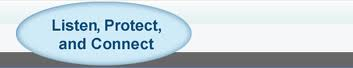 Listen, Protect,
and Connect